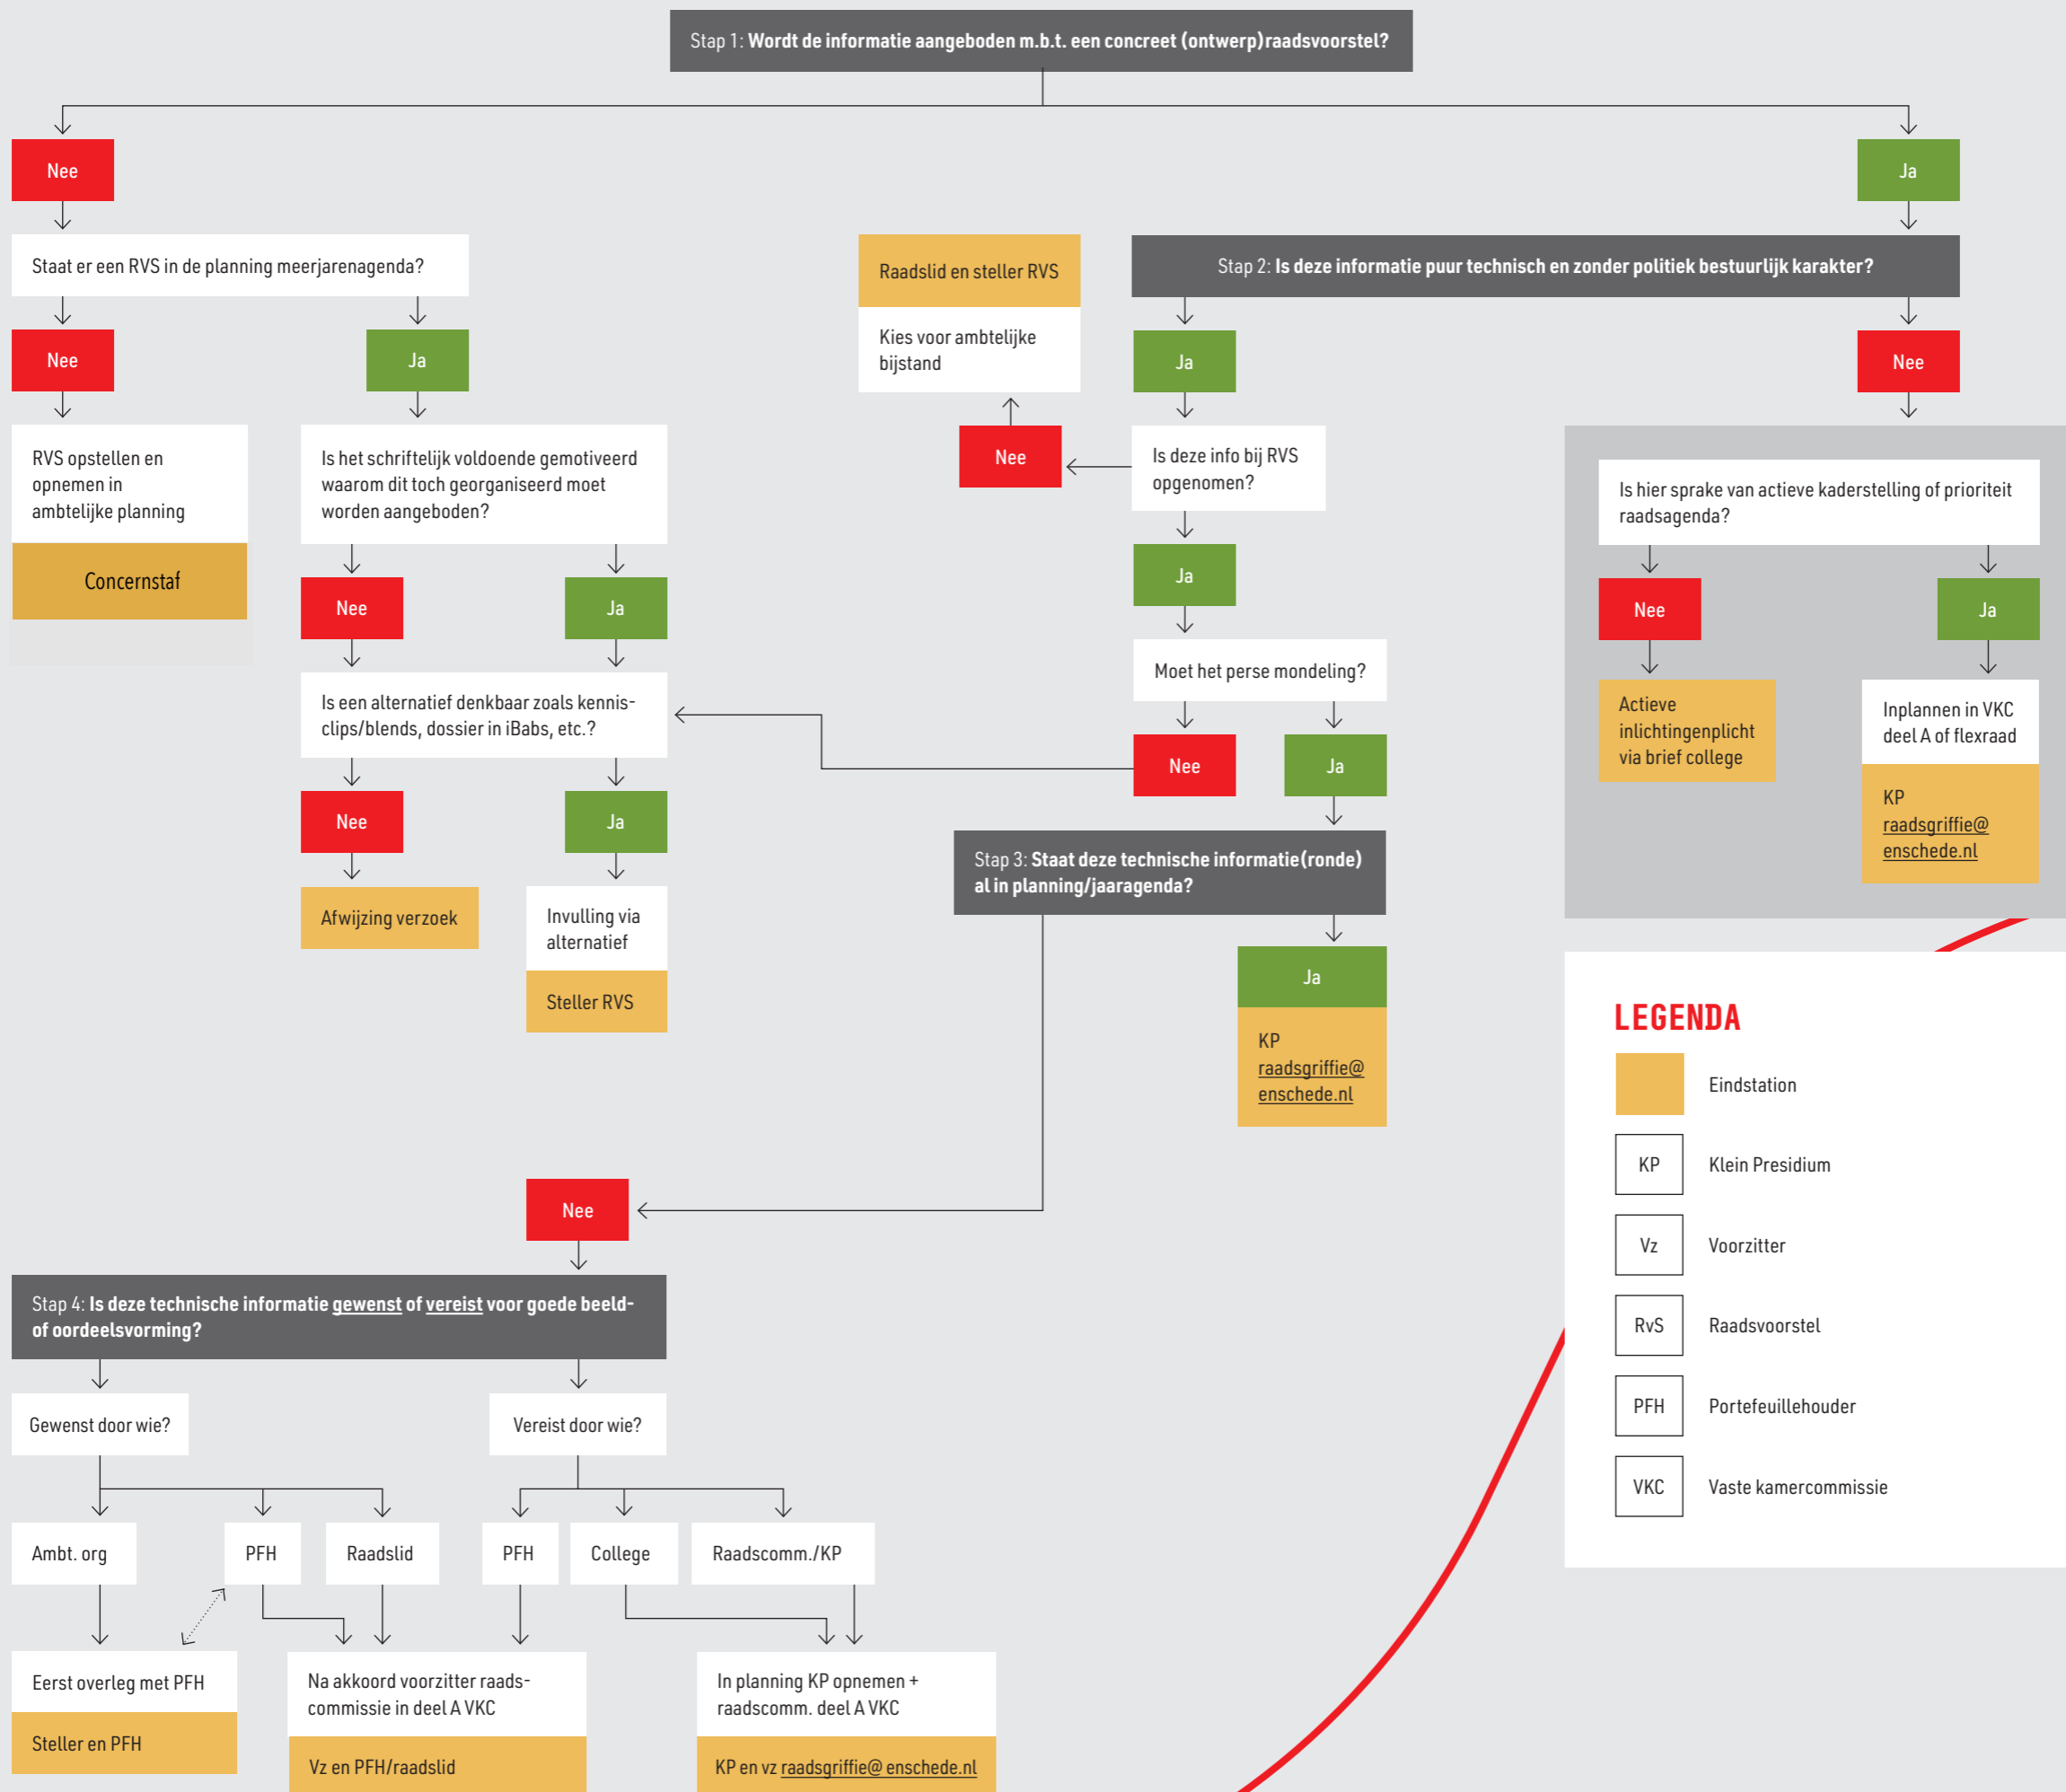 Stap 1: Wordt de informatie aangeboden m.b.t. een concreet (ontwerp)raadsvoorstel?
Nee
Ja
Staat er een RVS in de planning meerjarenagenda?
Nee
Ja
RVS opstellen en
opnemen in
ambtelijke planning
Concernstaf
Is het schriftelijk voldoende gemotiveerd
waarom dit toch georganiseerd moet
worden aangeboden?
Nee
Ja
Is een alternatief denkbaar zoals kennis-
clips/blends, dossier in iBabs, etc.?
Nee
Ja
Afwijzing verzoek
Invulling via
alternatief
Steller RVS
Raadslid en steller RVS
Kies voor ambtelijke
bijstand
Stap 2: Is deze informatie puur technisch en zonder politiek bestuurlijk karakter?
Ja
Nee
Nee
Is deze info bij RVS
opgenomen?
Ja
Moet het perse mondeling?
Nee
Ja
Is hier sprake van actieve kaderstelling of prioriteit
raadsagenda?
Nee
Ja
Actieve
inlichtingenplicht
via brief college
Inplannen in VKC
deel A of flexraad
KP
raadsgriffie@
enschede.nl
Stap 3: Staat deze technische informatie(ronde)
al in planning/jaaragenda?
Ja
KP
raadsgriffie@
enschede.nl
Nee
Stap 4: Is deze technische informatie gewenst of vereist voor goede beeld-
of oordeelsvorming?
Gewenst door wie?
Vereist door wie?
Ambt. org
PFH
Raadslid
PFH
College
Raadscomm./KP
Eerst overleg met PFH
Steller en PFH
Na akkoord voorzitter raads-
commissie in deel A VKC
Vz en PFH/raadslid
In planning KP opnemen +
raadscomm. deel A VKC
KP en vz raadsgriffie@ enschede.nl
LEGENDA
Eindstation
KP Klein Presidium
Vz Voorzitter
RvS Raadsvoorstel
PFH Portefeuillehouder
VKC Vaste kamercommissie